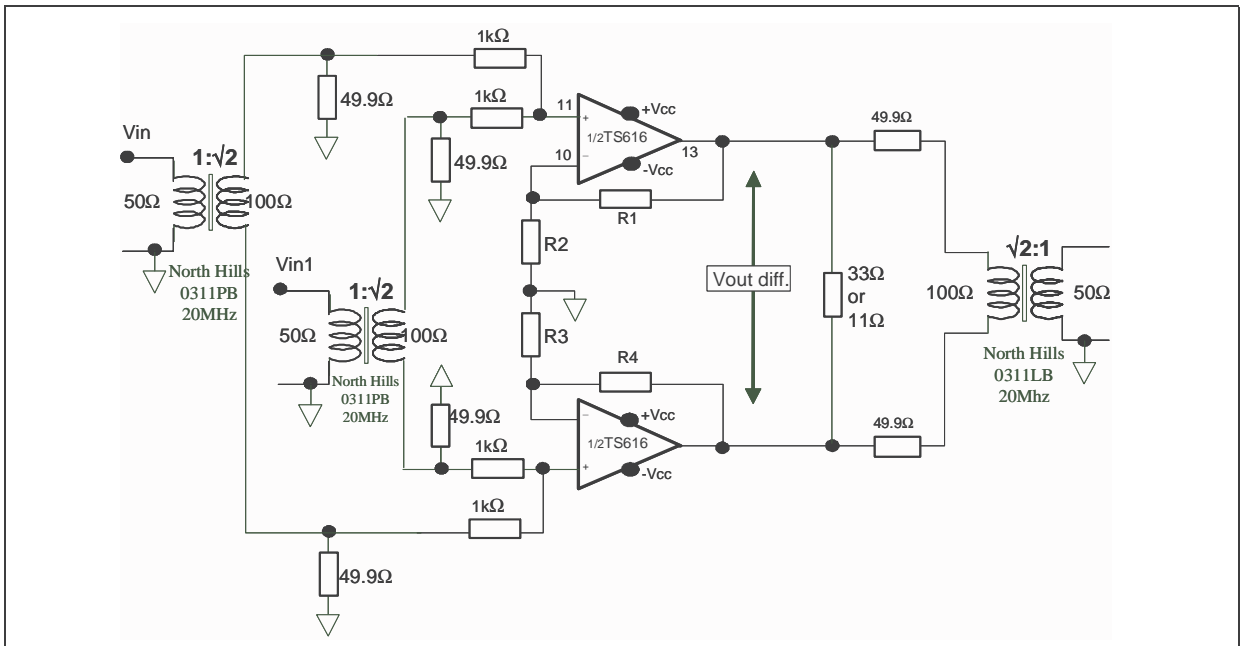 1kΩ
49.9Ω
1kΩ
49.9Ω
11
+
+Vcc
1/2TS616
10
−
-Vcc
13
49.9Ω
Vin
1:√2
50Ω
100Ω
North Hills
0311PB
20MHz
R1
R2
Vin1
1:√2
50Ω
100Ω
North Hills
0311PB
20MHz
R3
Vout diff.
33Ω
or
11Ω
√2:1
100Ω
50Ω
North Hills
0311LB
20Mhz
R4
49.9Ω
−
+Vcc
1/2TS616
+
-Vcc
49.9Ω
1kΩ
1kΩ
49.9Ω